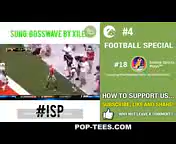 SUNG BOSSWAVE BY XILE
#4
FOOTBALL SPECIAL
#18
#ISP
HOW TO SUPPORT US...
SUBSCRIBE, LIKE AND SHARE!
WHY NOT LEAVE A COMMENT?
POP-TEES.COM